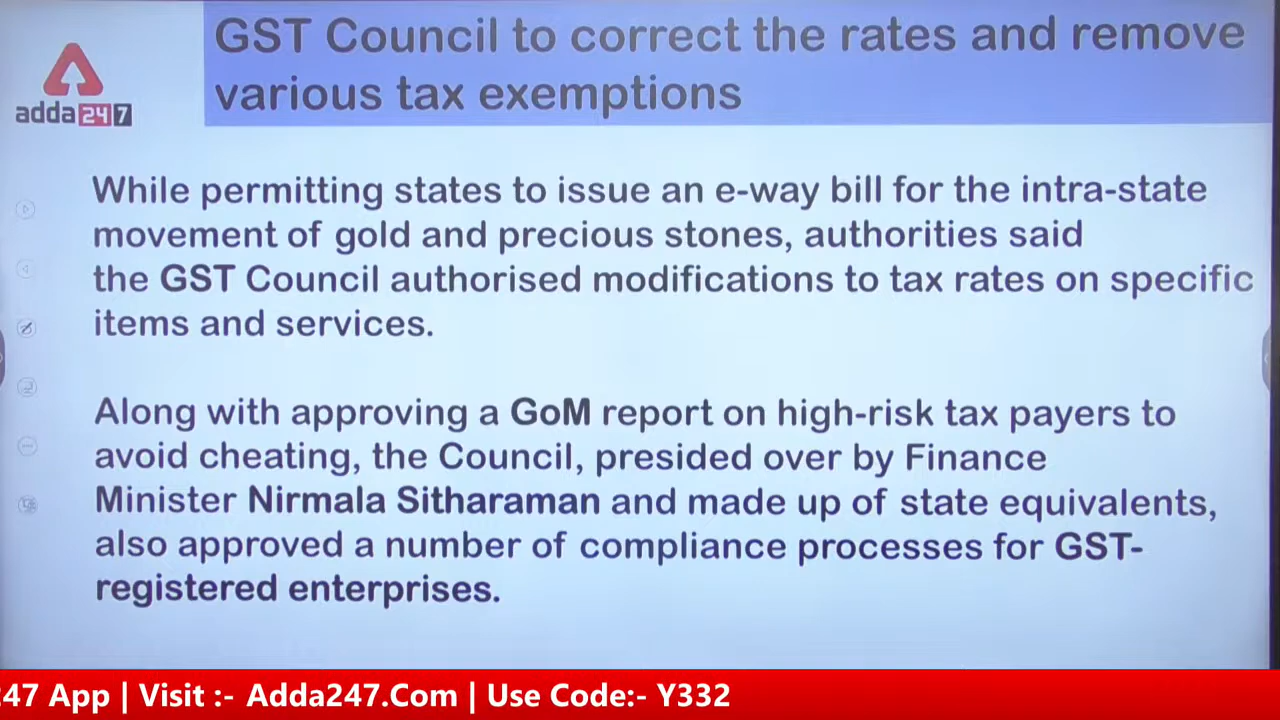 GST Council to correct the rates and remove
various tax exemptions
adda247
While permitting states to issue an e-way bill for the intra-state
movement of gold and precious stones, authorities said
the GST Council authorised modifications to tax rates on specific
items and services.
Along with approving a GoM report on high-risk tax payers to
avoid cheating, the Council, presided over by Finance
Minister Nirmala Sitharaman and made up of state equivalents,
also approved a number of compliance processes for GST-
registered enterprises.
247 App | Visit :- Adda247.Com | Use Code:- Y332